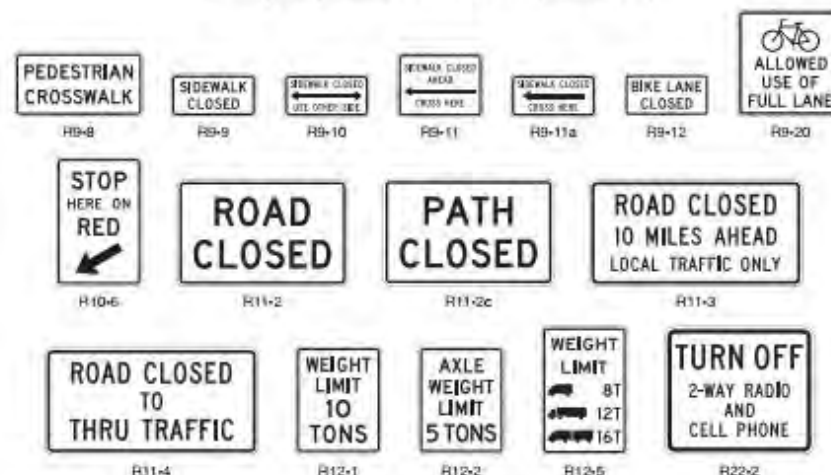 PEDESTRIAN
CROSSWALK
R9-8
SIDEWALK
CLOSED
R9-9
SIDEWALK CLOSED
USE OTHER SIDE
R9-10
SIDEWALK CLOSED
AHEAD
CROSS HERE
R9-11
SIDEWALK CLOSED
CROSS HERE
R9-11a
BIKE LANE
CLOSED
R9-12
ALLOWED
USE OF
FULL LANE
R9-20
STOP
HERE ON
RED
R10-6
ROAD
CLOSED
R11-2
PATH
CLOSED
R11-2c
ROAD CLOSED
10 MILES AHEAD
LOCAL TRAFFIC ONLY
R11-3
ROAD CLOSED
TO
THRU TRAFFIC
R11-4
WEIGHT
LIMIT
10
TONS
R12-1
AXLE
WEIGHT
LIMIT
5 TONS
R12-2
WEIGHT
LIMIT
8T
12T
16T
R12-5
TURN OFF
2-WAY RADIO
AND
CELL PHONE
R22-2